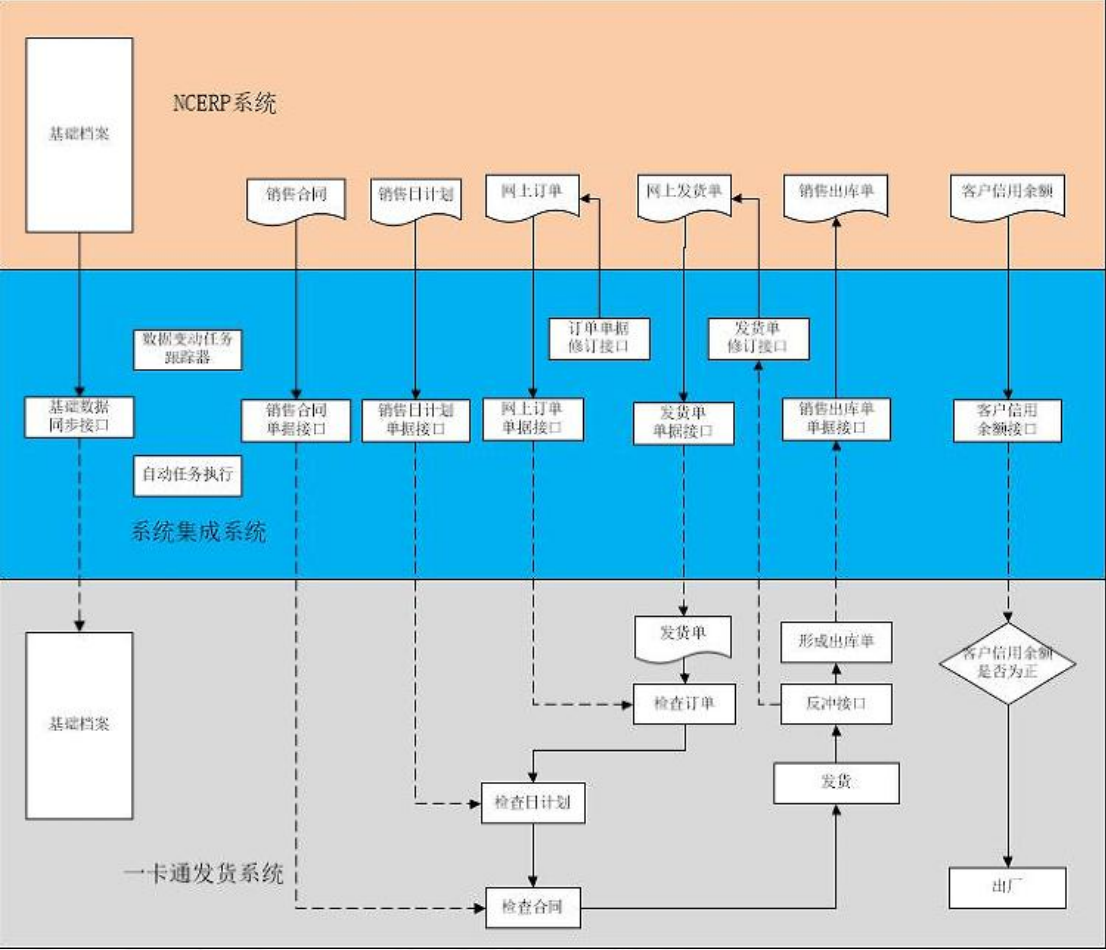 基础档案
NCERP系统
销售合同
销售日计划
网上订单
网上发货单
销售出库单
客户信用余额
数据变动任务
跟踪器
订单单据
修订接口
发货单
修订接口
基础数据
同步接口
销售合同
单据接口
销售日计划
单据接口
网上订单
单据接口
发货单
单据接口
销售出库单
单据接口
客户信用
余额接口
自动任务执行
系统集成系统
发货单
形成出库单
客户信用余额
是否为正
基础档案
检查订单
反冲接口
发货
检查日计划
一卡通发货系统
检查合同
出厂